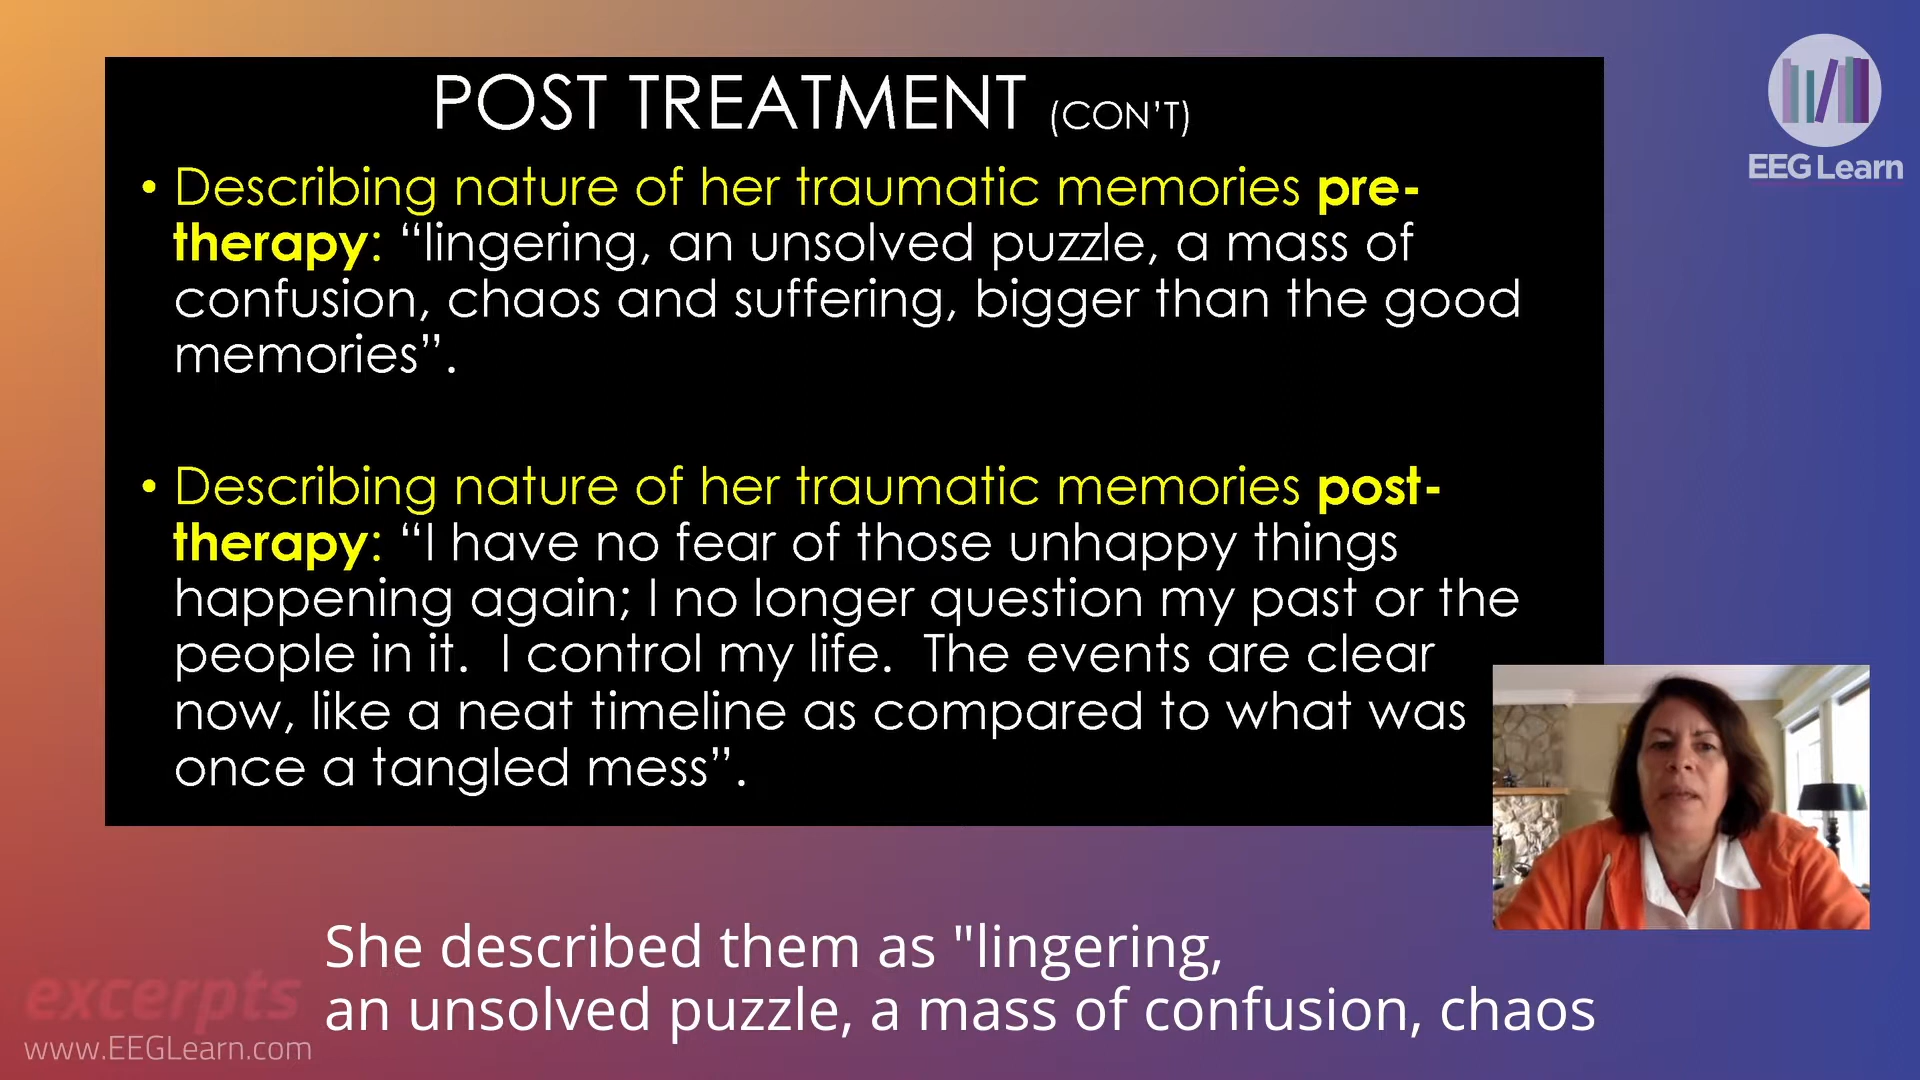 POST TREATMENT (CON'T)
• Describing nature of her traumatic memories pre-
therapy: “lingering, an unsolved puzzle, a mass of
confusion, chaos and suffering, bigger than the good
memories”.
• Describing nature of her traumatic memories post-
therapy: “I have no fear of those unhappy things
happening again; I no longer question my past or the
people in it.  I control my life.  The events are clear
now, like a neat timeline as compared to what was
once a tangled mess”.
EEG Learn
She described them as "lingering,
an unsolved puzzle, a mass of confusion, chaos
excerpts
www.EEGLearn.com